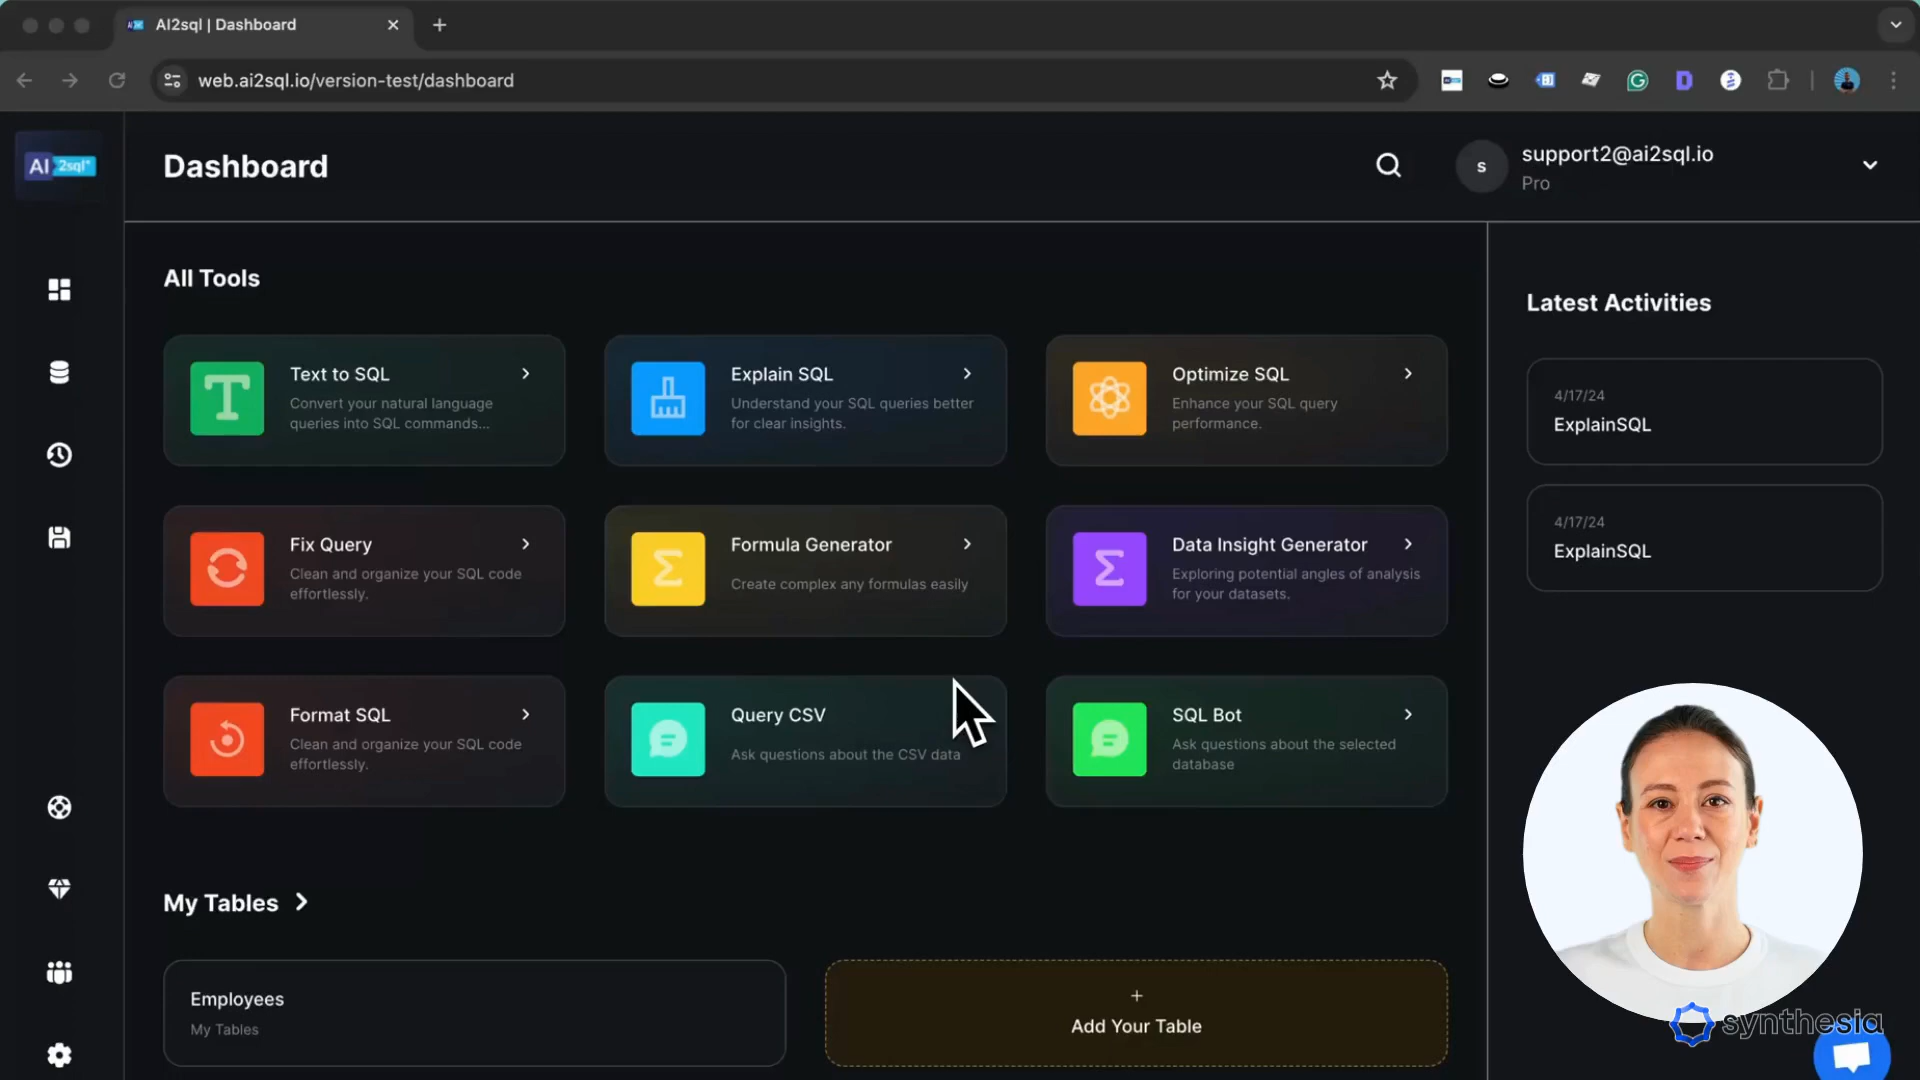 AI2sql | Dashboard
web.ai2sql.io/version-test/dashboard
AI 2sql
Dashboard
s
support2@ai2sql.io
Pro
All Tools
Text to SQL
Convert your natural language
queries into SQL commands...
Explain SQL
Understand your SQL queries better
for clear insights.
Optimize SQL
Enhance your SQL query
performance.
Fix Query
Clean and organize your SQL code
effortlessly.
Formula Generator
Create complex any formulas easily
Data Insight Generator
Exploring potential angles of analysis
for your datasets.
Format SQL
Clean and organize your SQL code
effortlessly.
Query CSV
Ask questions about the CSV data
SQL Bot
Ask questions about the selected
database
Latest Activities
4/17/24
ExplainSQL
4/17/24
ExplainSQL
My Tables
Employees
My Tables
+
Add Your Table
synthesia